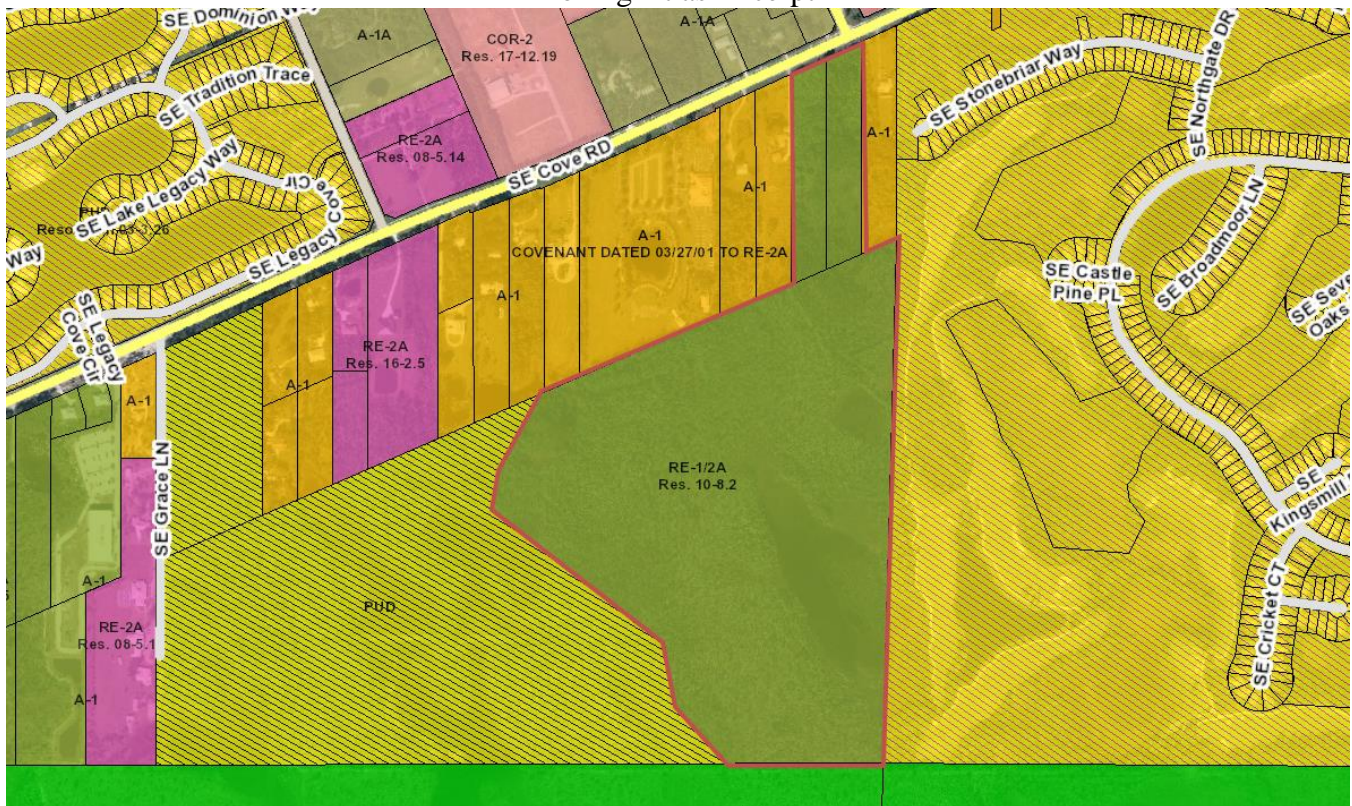 SE Dominion Way
A-1A
COR-2
Res. 17-12.19
A-1A
SE Northgate DR
SE Stonebriar Way
SE Tradition Trace
RE-2A
Res. 08-5.14
A-1
SE Cove RD
SE Lake Legacy Way
SE Legacy Cove Cir
Way
A-1
A-1
COVENANT DATED 03/27/01 TO RE-2A
SE Broadmoor LN
SE Castle
Pine PL
SE Seve
Oaks
SE Legacy
Cove Cir
A-1
RE-2A
Res. 16-2.5
A-1
A-1
SE Grace LN
RE-1/2A
Res. 10-8.2
SE
Kingsmill
A-1
PUD
RE-2A
Res. 08-5.1
SE Cricket CT
A-1